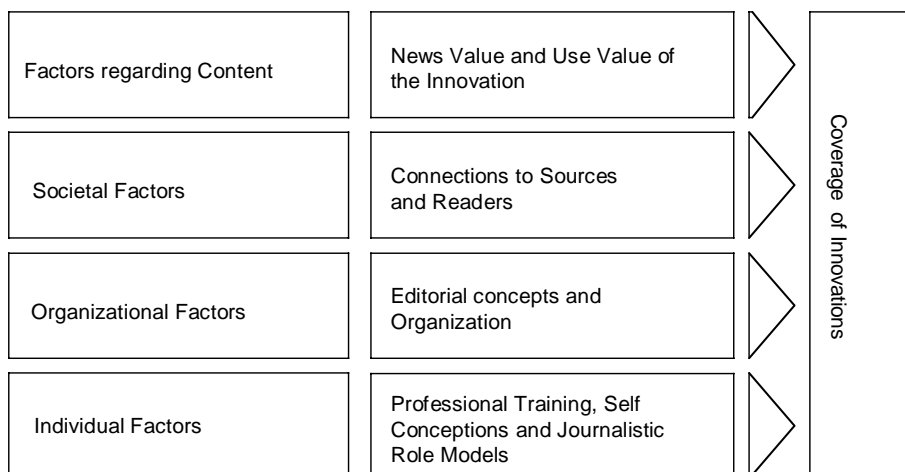 Factors regarding Content
News Value and Use Value of
the Innovation
Societal Factors
Connections to Sources
and Readers
Organizational Factors
Editorial concepts and
Organization
Individual Factors
Professional Training, Self
Conceptions and Journalistic
Role Models
Coverage of Innovations